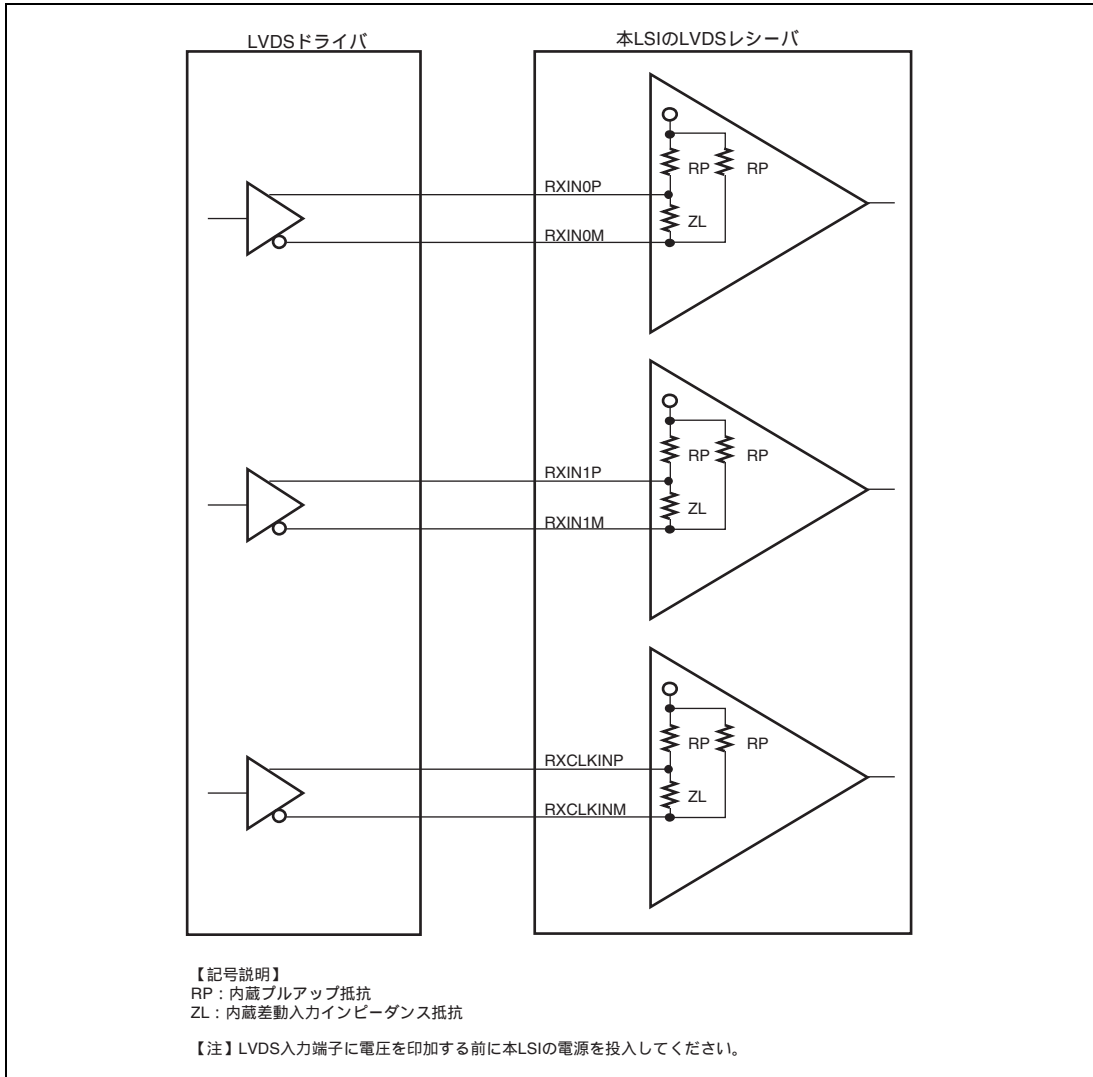 LVDSドライバ
本LSIのLVDSレシーバ
RP RP
RXIN0P
ZL
RXIN0M
RP RP
RXIN1P
ZL
RXIN1M
RP RP
RXCLKINP
ZL
RXCLKINM
【記号説明】
RP：内蔵プルアップ抵抗
ZL：内蔵差動入力インピーダンス抵抗
【注】LVDS入力端子に電圧を印加する前に本LSIの電源を投入してください。